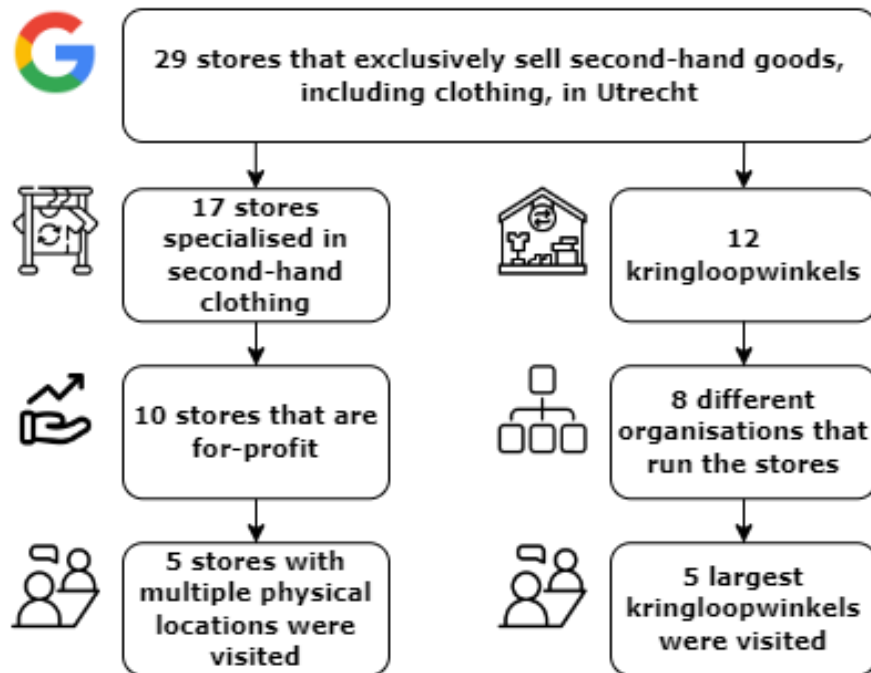 29 stores that exclusively sell second-hand goods,
including clothing, in Utrecht
17 stores
specialised in
second-hand
clothing
12
kringloopwinkels
10 stores that are
for-profit
8 different
organisations that
run the stores
5 stores with
multiple physical
locations were
visited
5 largest
kringloopwinkels
were visited